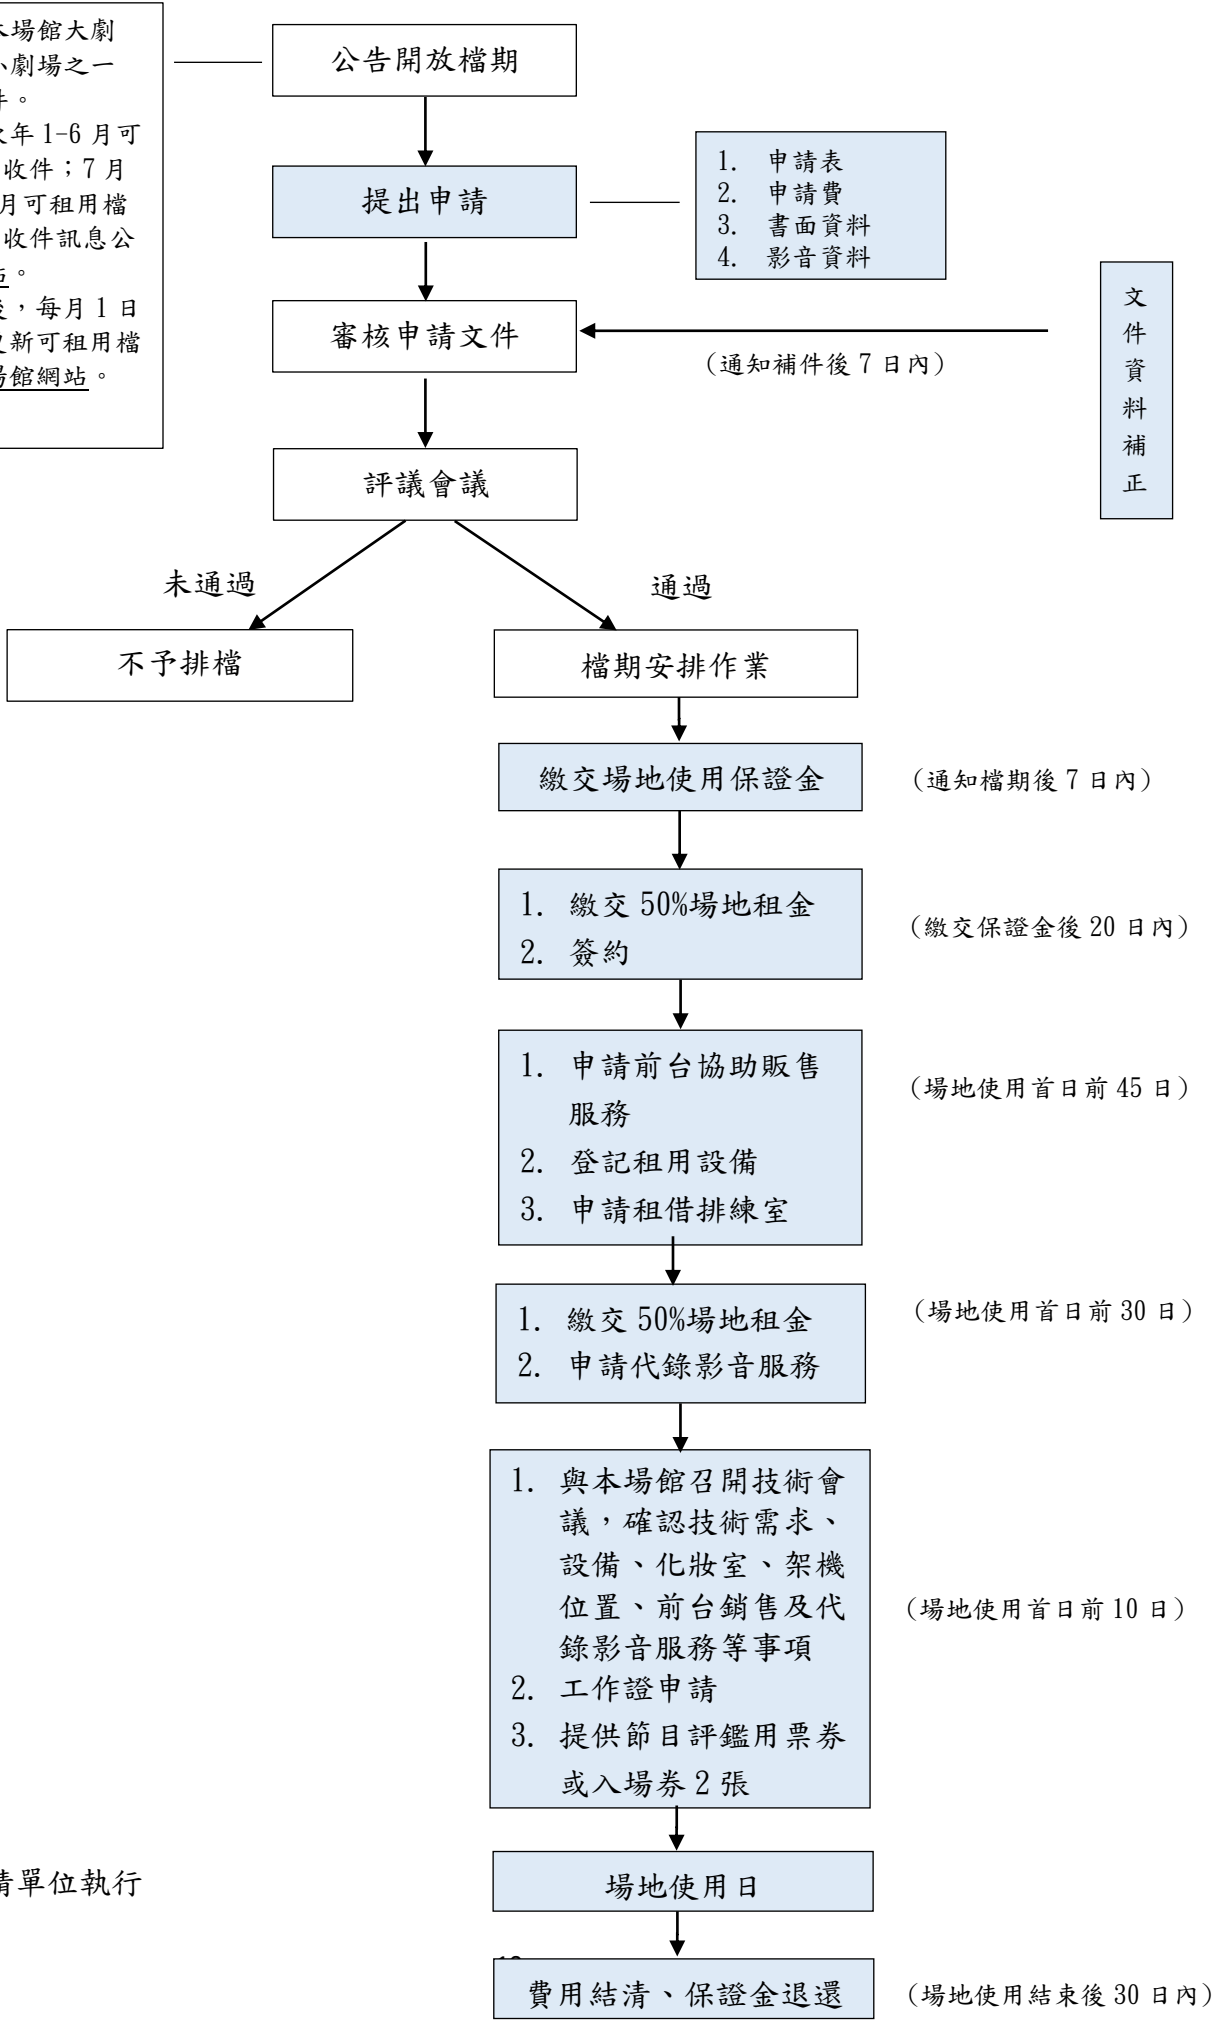 本場館大劇
小劇場之一
件。
次年 1-6 月可
收件；7 月
月可租用檔
收件訊息公
後，每月 1 日
更新可租用檔
場館網站。
公告開放檔期
提出申請
1. 申請表
2. 申請費
3. 書面資料
4. 影音資料
審核申請文件
（通知補件後 7 日內）
文
件
資
料
補
正
評議會議
未通過
通過
不予排檔
檔期安排作業
繳交場地使用保證金
（通知檔期後 7 日內）
1. 繳交 50%場地租金
2. 簽約
（繳交保證金後 20 日內）
1. 申請前台協助販售
服務
2. 登記租用設備
3. 申請租借排練室
（場地使用首日前 45 日）
1. 繳交 50%場地租金
2. 申請代錄影音服務
（場地使用首日前 30 日）
1. 與本場館召開技術會
議，確認技術需求、
設備、化妝室、架機
位置、前台銷售及代
錄影音服務等事項
2. 工作證申請
3. 提供節目評鑑用票券
或入場券 2 張
（場地使用首日前 10 日）
請單位執行
場地使用日
費用結清、保證金退還
（場地使用結束後 30 日內）